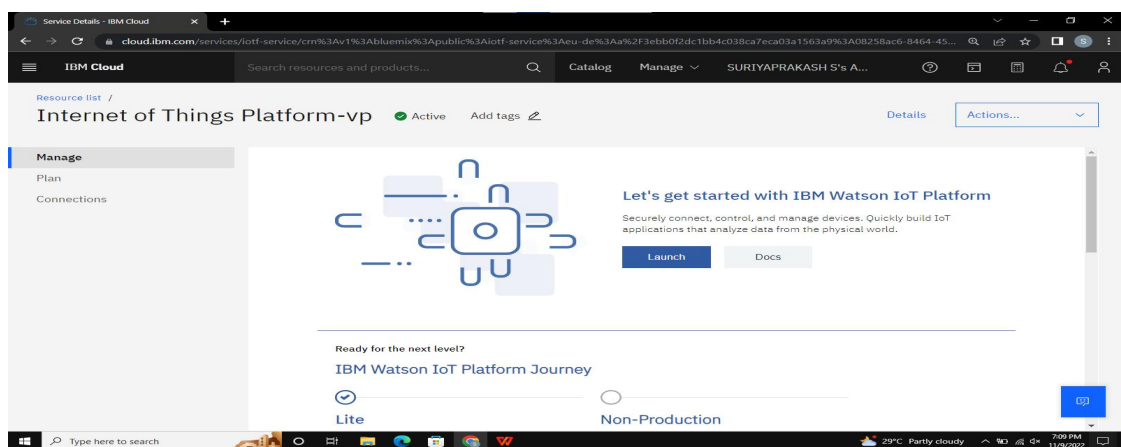 Service Details - IBM Cloud
cloud.ibm.com/services/iotf-service/crn%3Av1%3Abluemix%3Apublic%3Aiotf-service%3Aeu-de%3Aa%2F3ebb0f2dc1bb4c038ca7eca03a1563a9%3A08258ac6-8464-45...
S
IBM Cloud
Search resources and products...
Catalog
Manage
SURIYAPRAKASH S's A...
Resource list /
Internet of Things Platform-vp
Active
Add tags
Details
Actions...
Manage
Plan
Connections
Let's get started with IBM Watson IoT Platform
Securely connect, control, and manage devices. Quickly build IoT
applications that analyze data from the physical world.
Launch
Docs
Ready for the next level?
IBM Watson IoT Platform Journey
Lite
Non-Production
Type here to search
29°C Partly cloudy
7:09 PM
11/9/2022